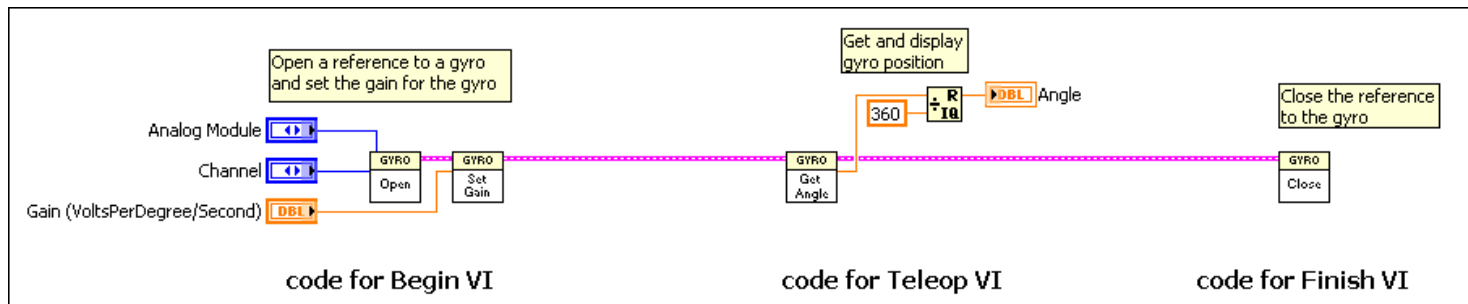 Open a reference to a gyro
and set the gain for the gyro
Analog Module
Channel
Gain (VoltsPerDegree/Second)
DBL
GYRO
Open
GYRO
Set
Gain
code for Begin VI
Get and display
gyro position
360
÷
R
IQ
DBL
Angle
GYRO
Get
Angle
code for Teleop VI
Close the reference
to the gyro
GYRO
Close
code for Finish VI